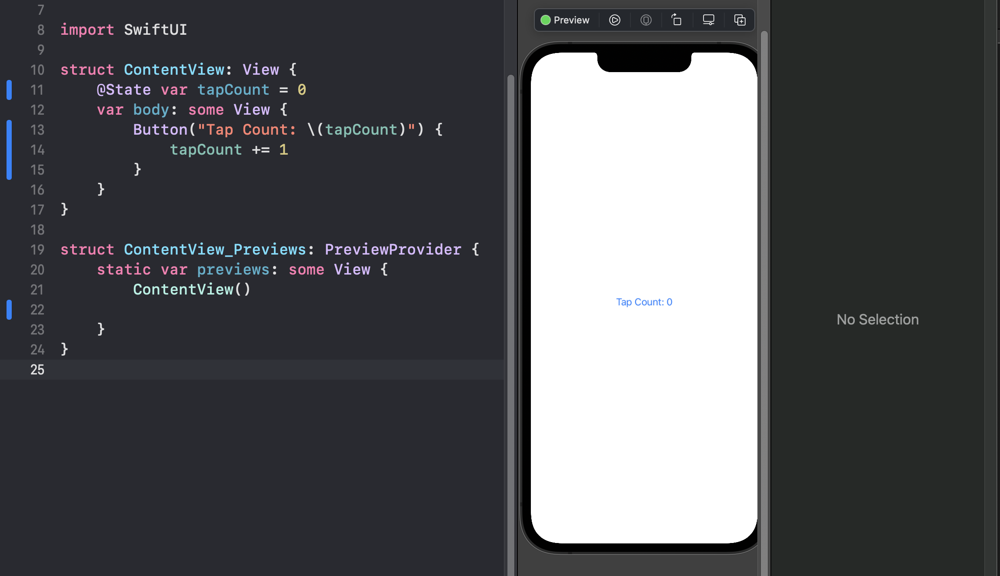 7
8 import SwiftUI
9
10 struct ContentView: View {
11     @State var tapCount = 0
12     var body: some View {
13         Button("Tap Count: \(tapCount)") {
14             tapCount += 1
15         }
16     }
17 }
18
19 struct ContentView_Previews: PreviewProvider {
20     static var previews: some View {
21         ContentView()
22
23     }
24 }
25
Preview
Tap Count: 0
No Selection